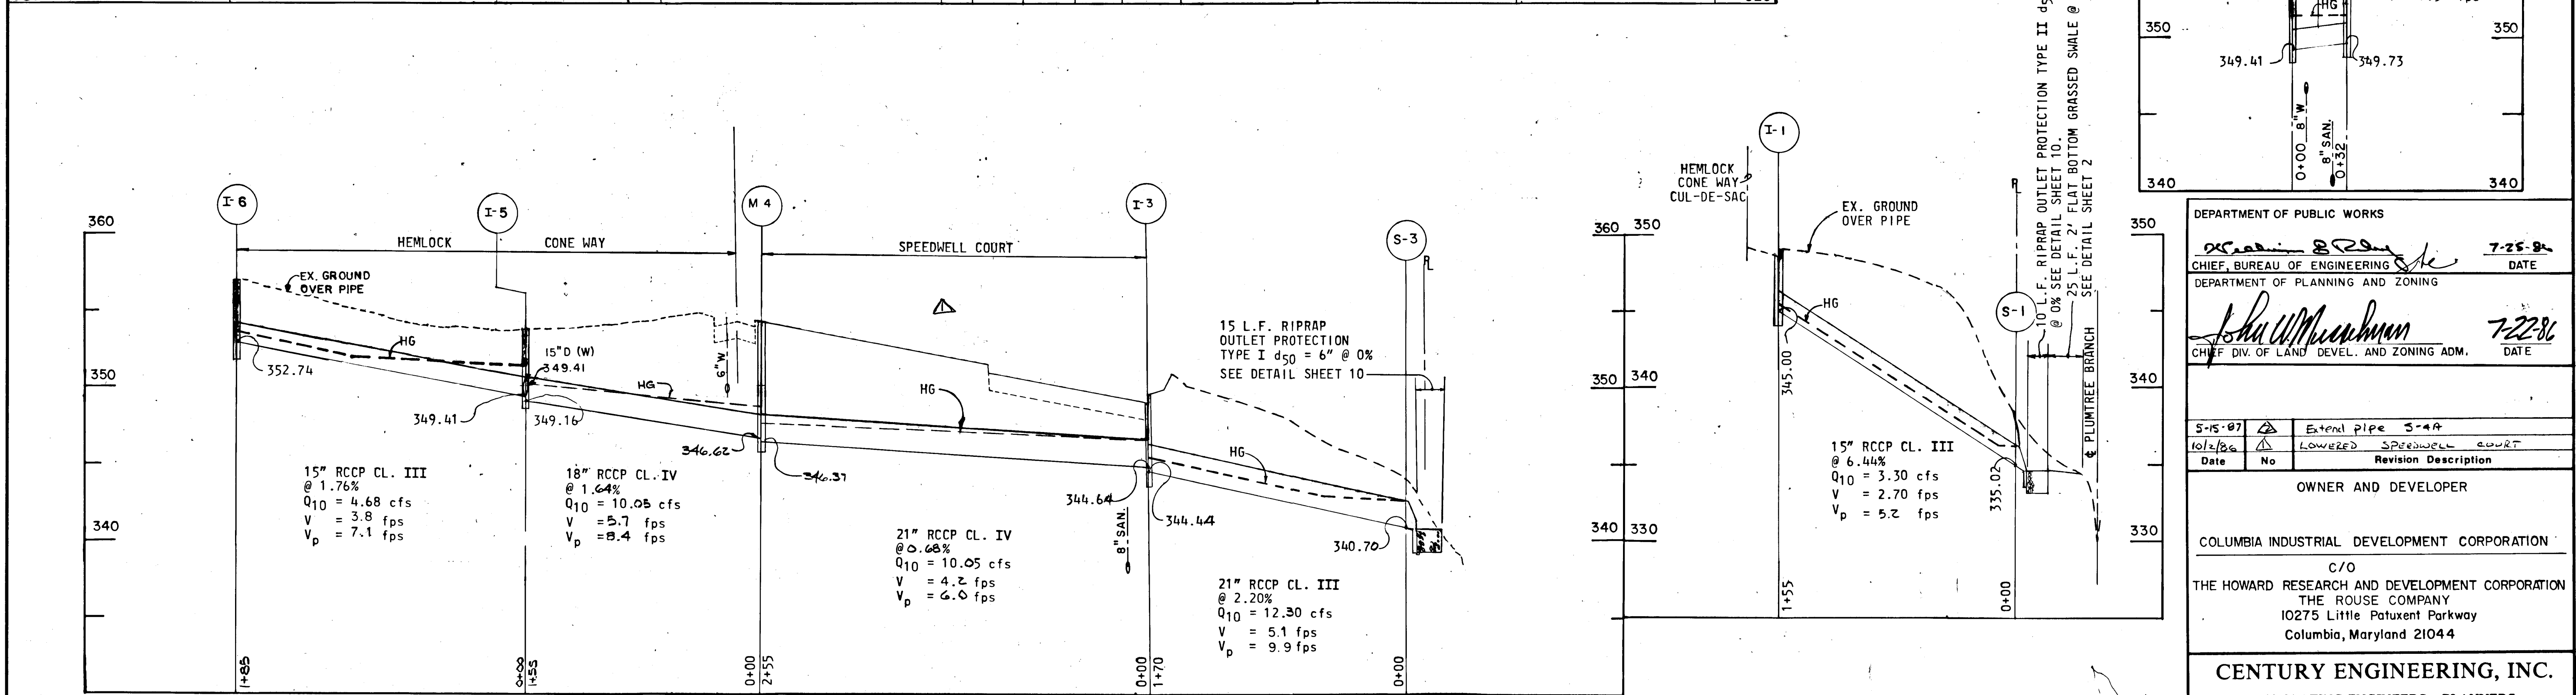 I-6
I-5
M 4
I-3
S-3
℄
360
350
340
HEMLOCK CONE WAY
SPEEDWELL COURT
EX. GROUND
OVER PIPE
HG
352.74
15"D (W)
349.41
349.41
349.16
HG
6" W
346.62
346.37
HG
344.64
344.44
HG
8" SAN.
340.70
15" RCCP CL. III
@ 1.76%
Q10 = 4.68 cfs
V = 3.8 fps
Vp = 7.1 fps
18" RCCP CL. IV
@ 1.64%
Q10 = 10.05 cfs
V = 5.7 fps
Vp = 8.4 fps
21" RCCP CL. IV
@ 0.68%
Q10 = 10.05 cfs
V = 4.2 fps
Vp = 6.0 fps
21" RCCP CL. III
@ 2.20%
Q10 = 12.30 cfs
V = 5.1 fps
Vp = 9.9 fps
15 L.F. RIPRAP
OUTLET PROTECTION
TYPE I d50 = 6" @ 0%
SEE DETAIL SHEET 10
1+85
0+00
1+55
0+00
2+55
0+00
1+70
0+00
360 350
350 340
340 330
I-1
HEMLOCK
CONE WAY
CUL-DE-SAC
EX. GROUND
OVER PIPE
HG
345.00
S-1
335.02
15" RCCP CL. III
@ 6.44%
Q10 = 3.30 cfs
V = 2.70 fps
Vp = 5.2 fps
1+55
0+00
10 L.F. RIPRAP OUTLET PROTECTION TYPE II
@ 0% SEE DETAIL SHEET 10.
25 L.F. 2' FLAT BOTTOM GRASSED SWALE @
SEE DETAIL SHEET 2
℄ PLUMTREE BRANCH
350
340
330
HG
350
350
349.41
349.73
0+00
8" W
8" SAN.
0+32
340
340
DEPARTMENT OF PUBLIC WORKS
7-25-86
CHIEF, BUREAU OF ENGINEERING
DATE
DEPARTMENT OF PLANNING AND ZONING
John W. Musselman
7-22-86
CHIEF DIV. OF LAND DEVEL. AND ZONING ADM.
DATE
5-15-87 2 Extend pipe S-4A
10/2/86 1 LOWERED SPEEDWELL COURT
Date No Revision Description
OWNER AND DEVELOPER
COLUMBIA INDUSTRIAL DEVELOPMENT CORPORATION
C/O
THE HOWARD RESEARCH AND DEVELOPMENT CORPORATION
THE ROUSE COMPANY
10275 Little Patuxent Parkway
Columbia, Maryland 21044
CENTURY ENGINEERING, INC.